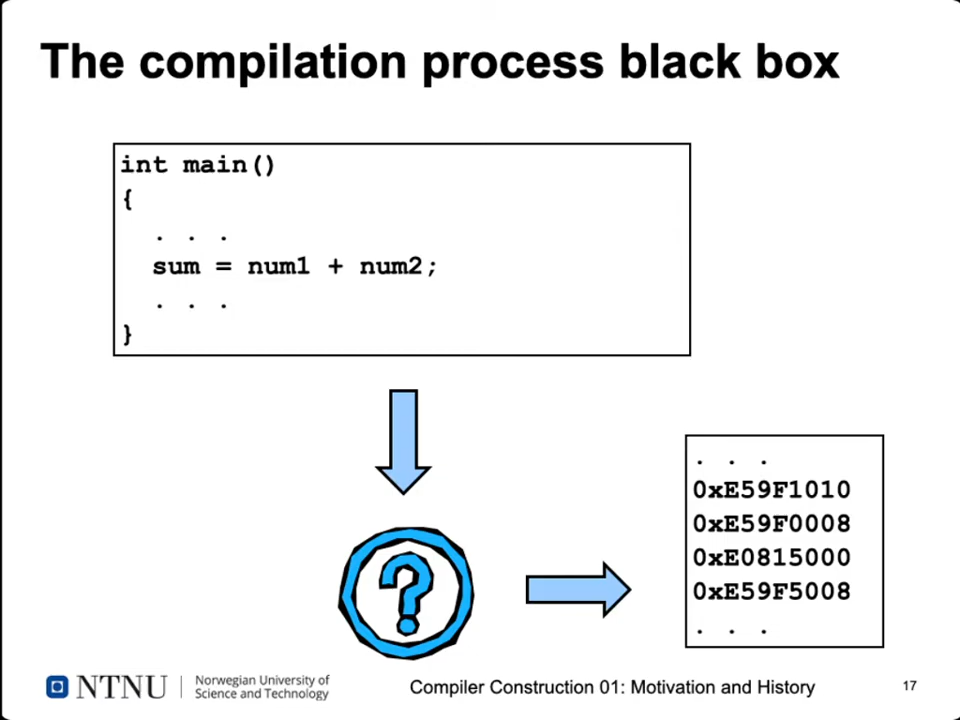 The compilation process black box
int main()
{
. . .
sum = num1 + num2;
. . .
}
?
. . .
0xE59F1010
0xE59F0008
0xE0815000
0xE59F5008
. . .
NTNU
Norwegian University of
Science and Technology
Compiler Construction 01: Motivation and History
17